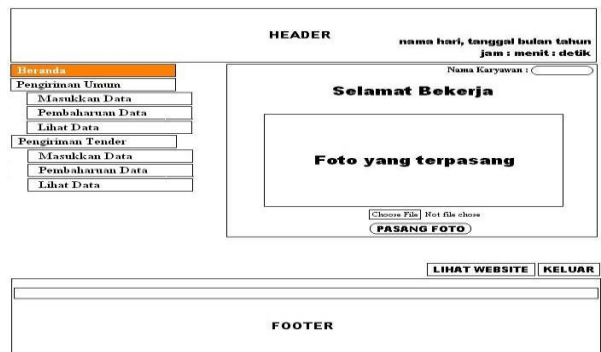 HEADER
nama hari, tanggal bulan tahun
jam : menit : detik
Beranda
Pengiriman Umum
Masukkan Data
Pembaharuan Data
Lihat Data
Pengiriman Tender
Masukkan Data
Pembaharuan Data
Lihat Data
Nama Karyawan :
Selamat Bekerja
Foto yang terpasang
Choose File Not file chose
PASANG FOTO
LIHAT WEBSITE KELUAR
FOOTER